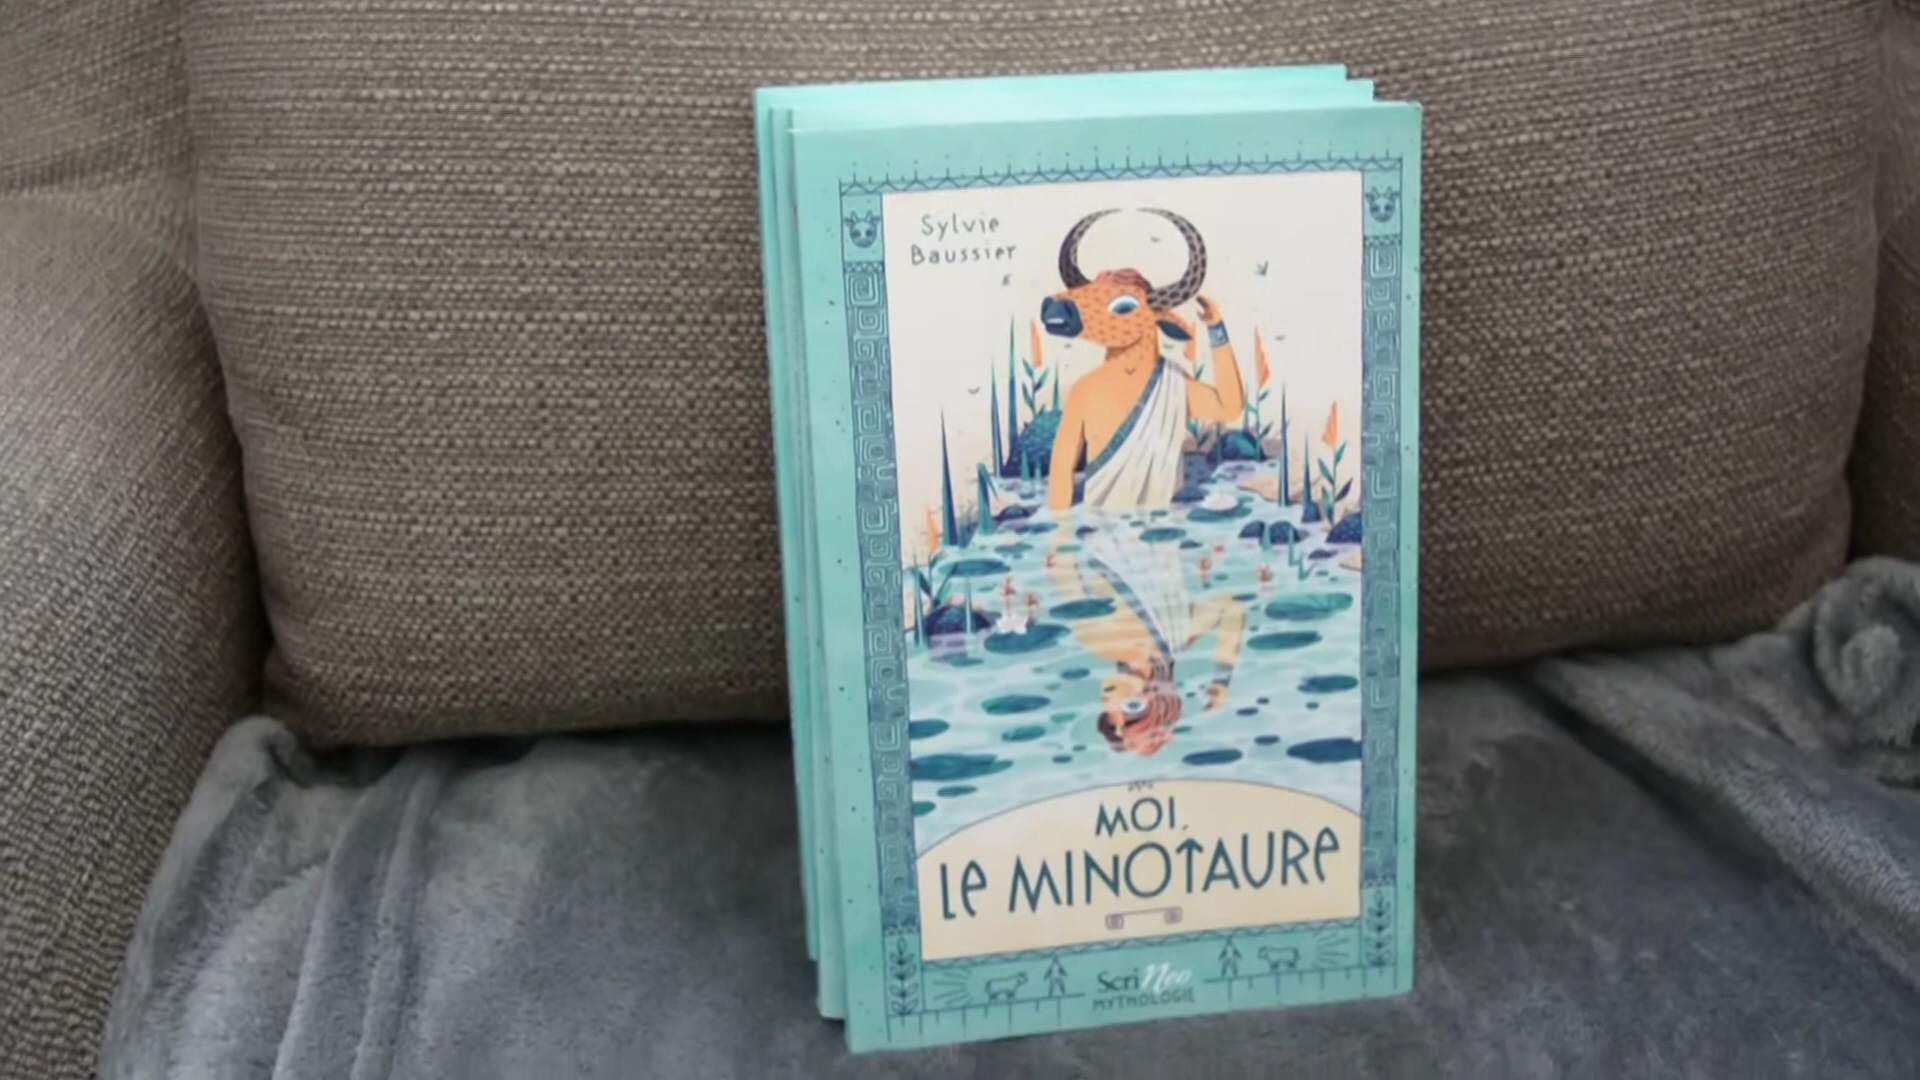 Sylvie
Baussier
MOI,
Le MINOTAURe
ScriNeo
MYTHOLOGIE